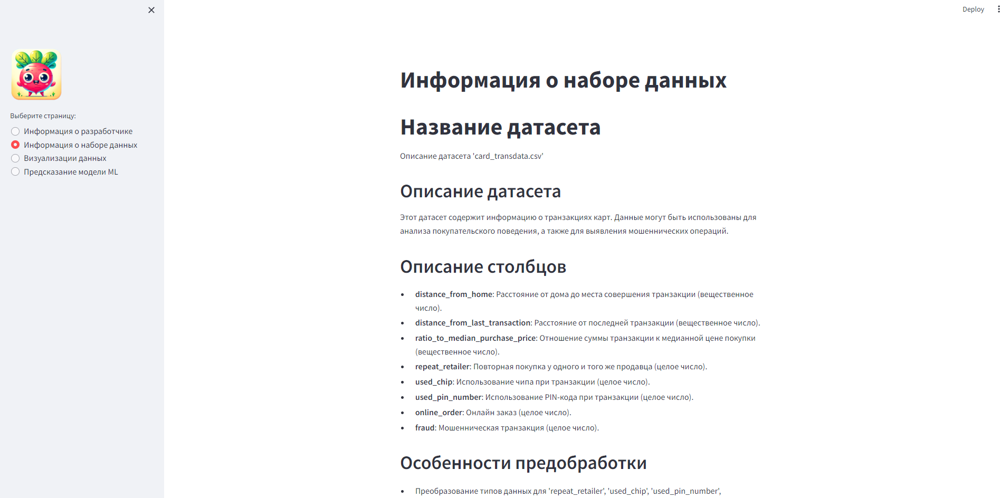 Deploy
Выберите страницу:
Информация о разработчике
Информация о наборе данных
Визуализации данных
Предсказание модели ML
Информация о наборе данных
Название датасета
Описание датасета 'card_transdata.csv'
Описание датасета
Этот датасет содержит информацию о транзакциях карт. Данные могут быть использованы для
анализа покупательского поведения, а также для выявления мошеннических операций.
Описание столбцов
distance_from_home: Расстояние от дома до места совершения транзакции (вещественное
число).
distance_from_last_transaction: Расстояние от последней транзакции (вещественное число).
ratio_to_median_purchase_price: Отношение суммы транзакции к медианной цене покупки
(вещественное число).
repeat_retailer: Повторная покупка у одного и того же продавца (целое число).
used_chip: Использование чипа при транзакции (целое число).
used_pin_number: Использование PIN-кода при транзакции (целое число).
online_order: Онлайн заказ (целое число).
fraud: Мошенническая транзакция (целое число).
Особенности предобработки
Преобразование типов данных для 'repeat_retailer', 'used_chip', 'used_pin_number',